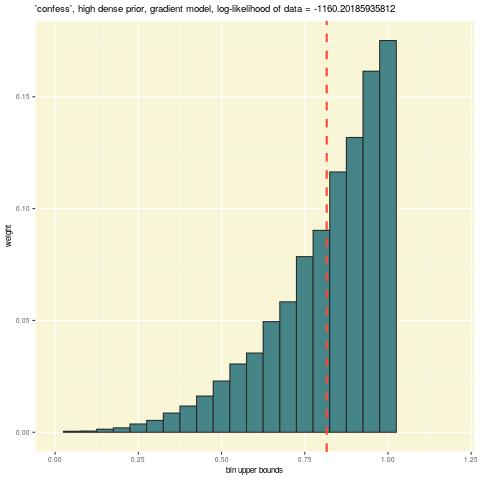 'confess', high dense prior, gradient model, log-likelihood of data = -1160.20185935812
0.15
0.10
0.05
0.00
weight
0.00 0.25 0.50 0.75 1.00 1.25
bin upper bounds